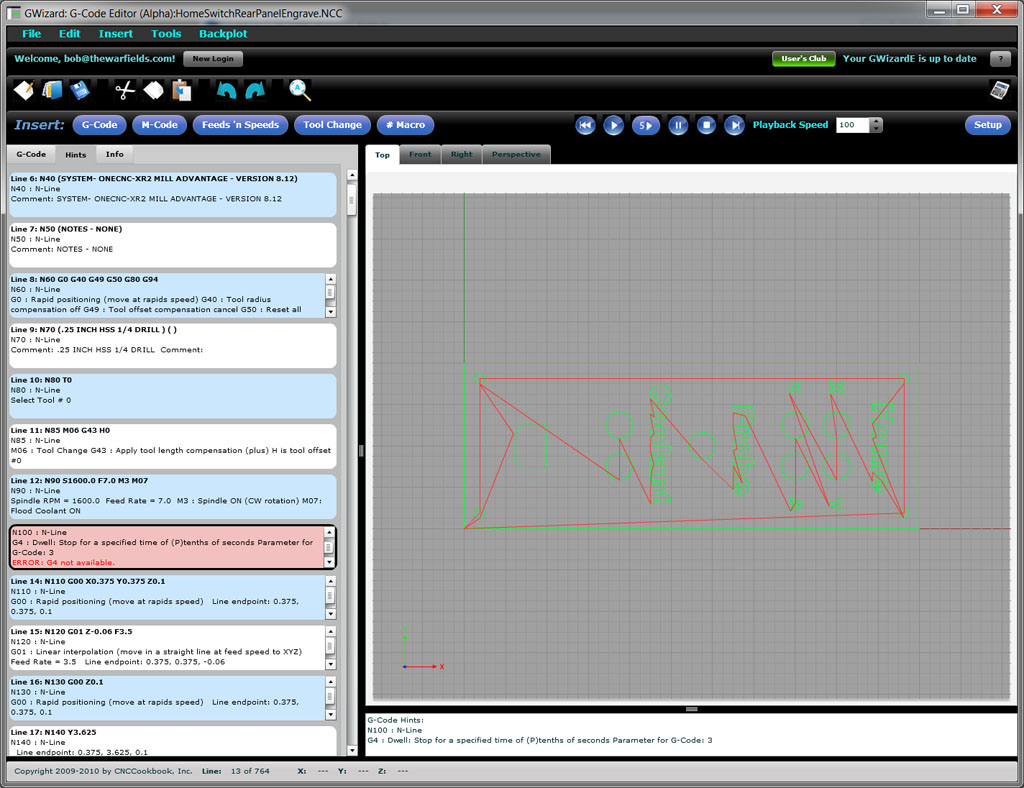 GWizard: G-Code Editor (Alpha):HomeSwitchRearPanelEngrave.NCC
File Edit Insert Tools Backplot
Welcome, bob@thewarfields.com! New Login User's Club Your GWizardE is up to date ?
Insert: G-Code M-Code Feeds 'n Speeds Tool Change # Macro 5 Playback Speed 100 Setup
G-Code Hints Info
Line 6: N40 (SYSTEM- ONECNC-XR2 MILL ADVANTAGE - VERSION 8.12)
N40 : N-Line
Comment: SYSTEM- ONECNC-XR2 MILL ADVANTAGE - VERSION 8.12
Line 7: N50 (NOTES - NONE)
N50 : N-Line
Comment: NOTES - NONE
Line 8: N60 G0 G40 G49 G50 G80 G94
N60 : N-Line
G0 : Rapid positioning (move at rapids speed) G40 : Tool radius
compensation off G49 : Tool offset compensation cancel G50 : Reset all
Line 9: N70 (.25 INCH HSS 1/4 DRILL ) ( )
N70 : N-Line
Comment: .25 INCH HSS 1/4 DRILL  Comment:
Line 10: N80 T0
N80 : N-Line
Select Tool # 0
Line 11: N85 M06 G43 H0
N85 : N-Line
M06 : Tool Change G43 : Apply tool length compensation (plus) H is tool offset
#0
Line 12: N90 S1600.0 F7.0 M3 M07
N90 : N-Line
Spindle RPM = 1600.0  Feed Rate = 7.0  M3 : Spindle ON (CW rotation) M07:
Flood Coolant ON
N100 : N-Line
G4 : Dwell: Stop for a specified time of (P)tenths of seconds Parameter for
G-Code: 3
ERROR: G4 not available.
Line 14: N110 G00 X0.375 Y0.375 Z0.1
N110 : N-Line
G00 : Rapid positioning (move at rapids speed)   Line endpoint: 0.375,
0.375, 0.1
Line 15: N120 G01 Z-0.06 F3.5
N120 : N-Line
G01 : Linear interpolation (move in a straight line at feed speed to XYZ)
Feed Rate = 3.5   Line endpoint: 0.375, 0.375, -0.06
Line 16: N130 G00 Z0.1
N130 : N-Line
G00 : Rapid positioning (move at rapids speed)   Line endpoint: 0.375,
0.375, 0.1
Line 17: N140 Y3.625
N140 : N-Line
Line endpoint: 0.375, 3.625, 0.1
Top Front Right Perspective
X
G-Code Hints:
N100 : N-Line
G4 : Dwell: Stop for a specified time of (P)tenths of seconds Parameter for G-Code: 3
Copyright 2009-2010 by CNCCookbook, Inc. Line: 13 of 764 X: --- Y: --- Z: ---